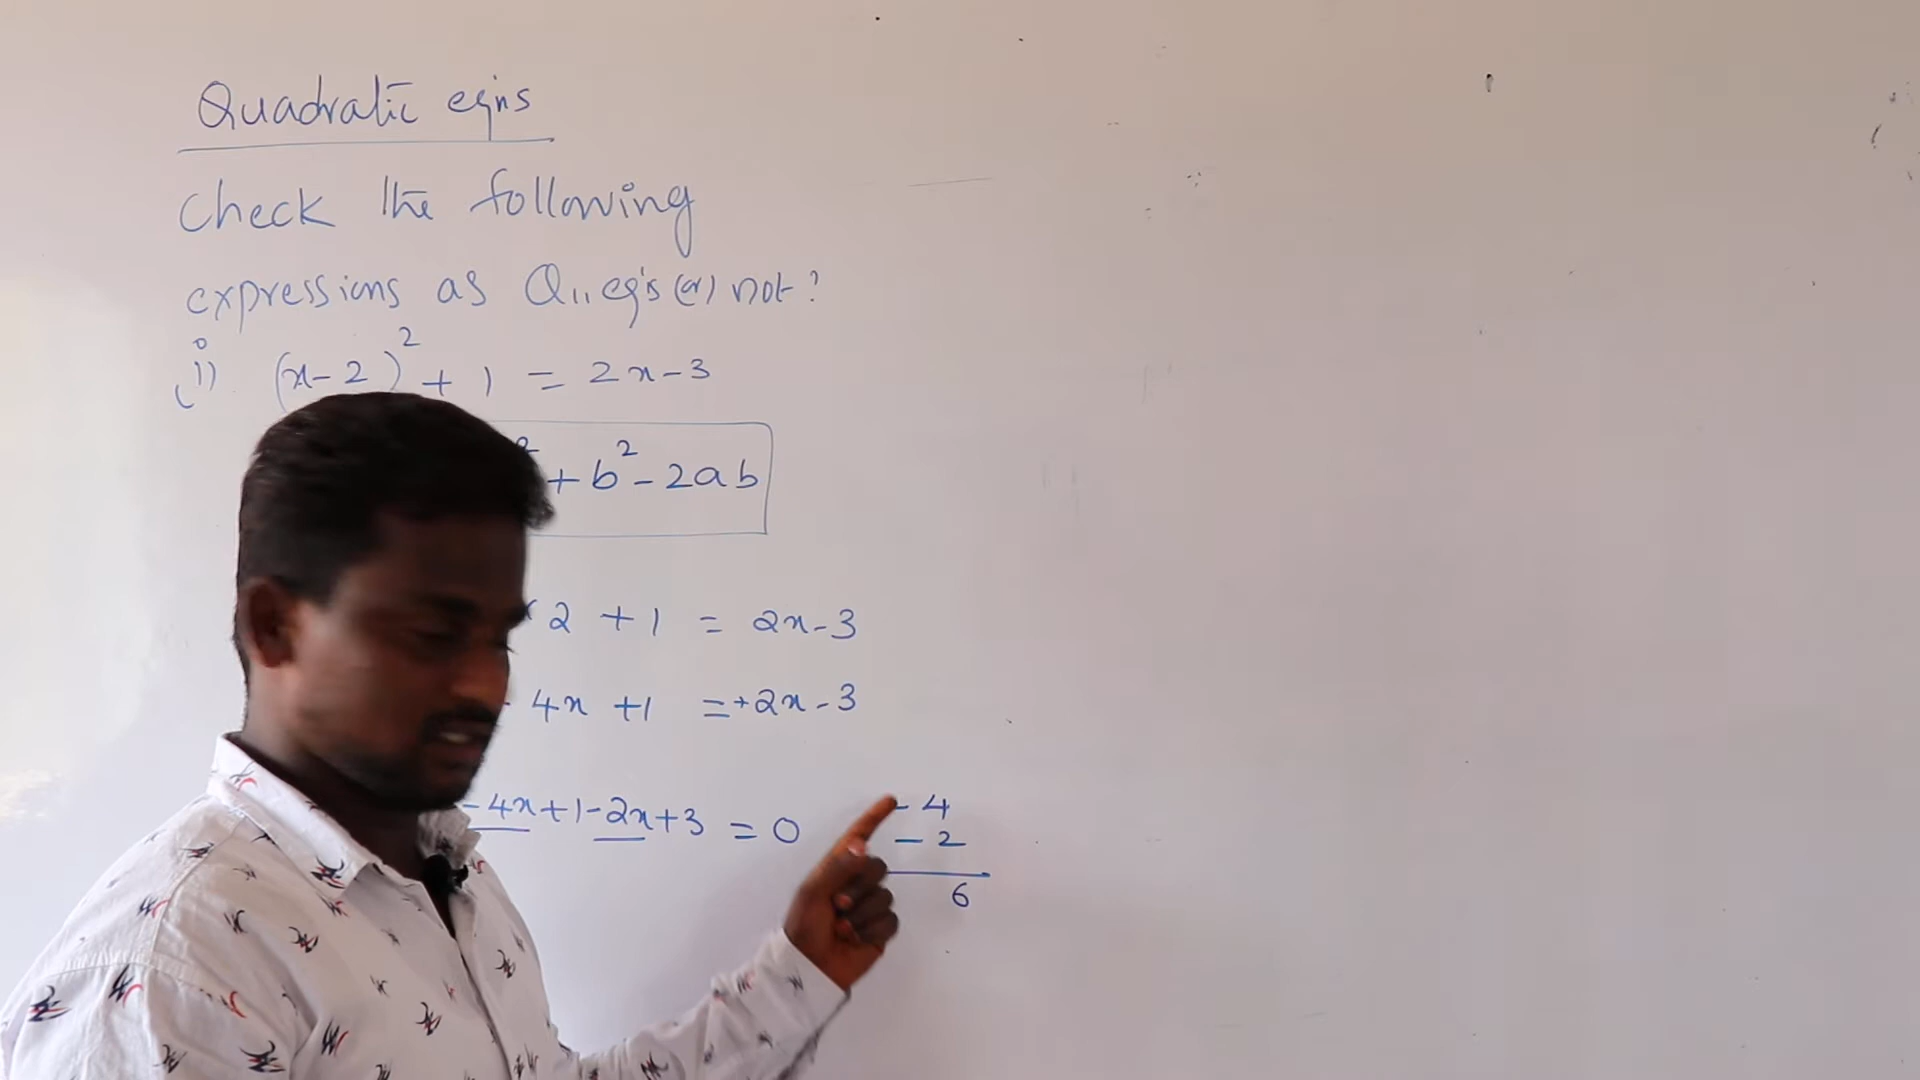 Quadratic eqns
Check the following
expressions as Q,, eq's (or) not?
(i) (x-2)² + 1 = 2x-3
+ b² - 2ab
2 + 1 = 2x-3
4x +1 = +2x-3
-4x+1-2x+3 = 0
- 4
- 2
6